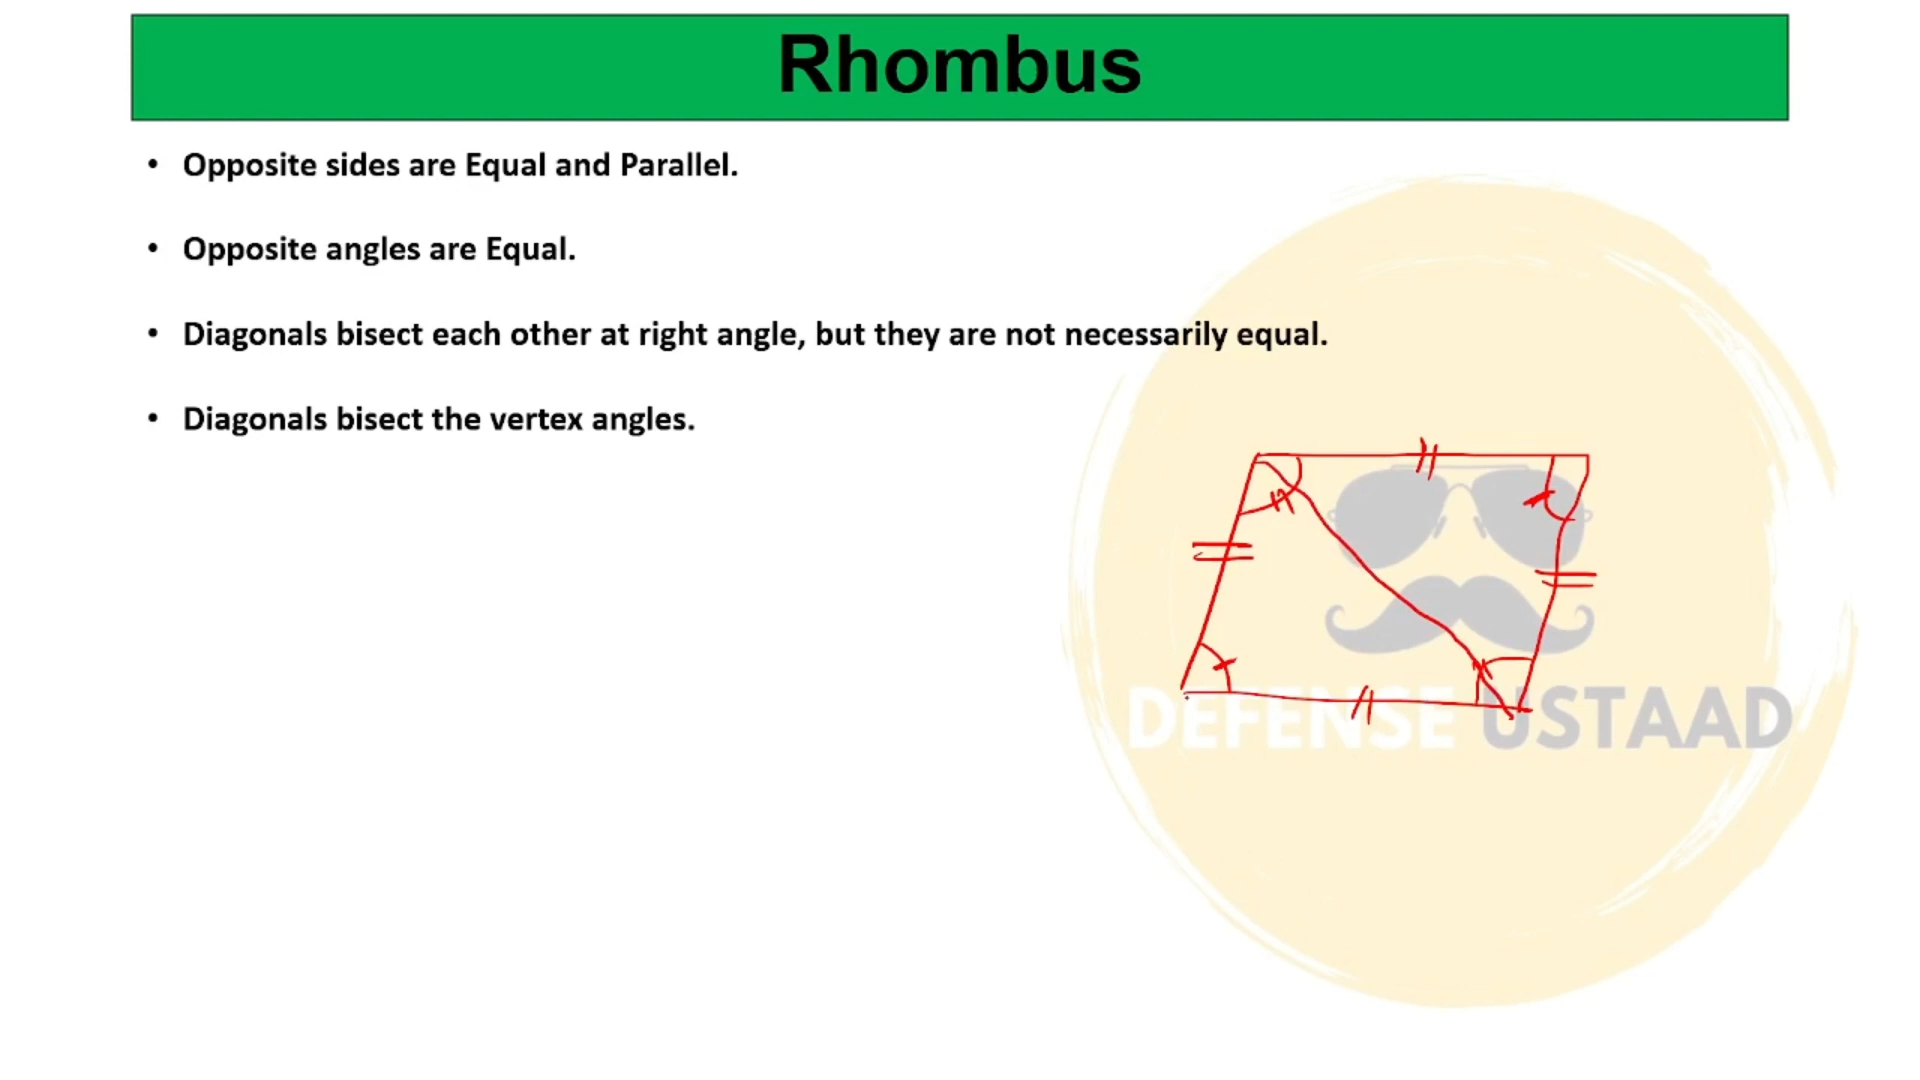 Rhombus
• Opposite sides are Equal and Parallel.
• Opposite angles are Equal.
• Diagonals bisect each other at right angle, but they are not necessarily equal.
• Diagonals bisect the vertex angles.
DEFENSE USTAAD